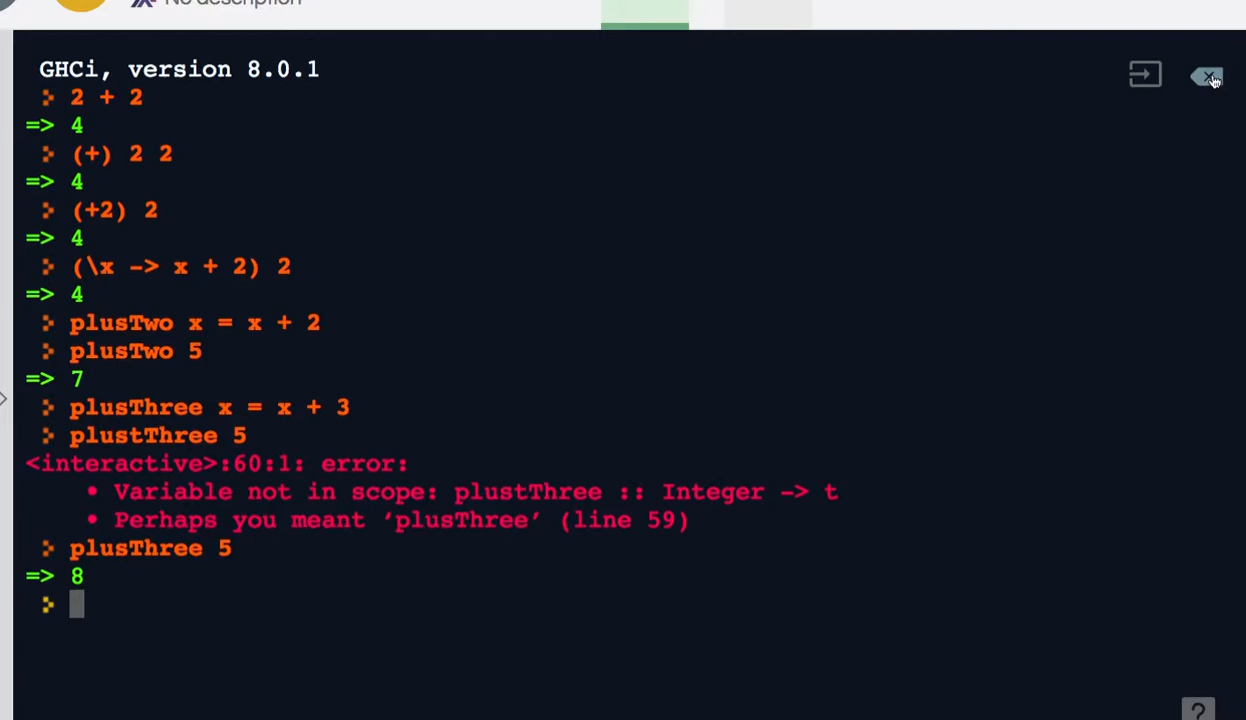 No description
GHCi, version 8.0.1
> 2 + 2
=> 4
> (+) 2 2
=> 4
> (+2) 2
=> 4
> (\x -> x + 2) 2
=> 4
> plusTwo x = x + 2
> plusTwo 5
=> 7
> plusThree x = x + 3
> plustThree 5
<interactive>:60:1: error:
• Variable not in scope: plustThree :: Integer -> t
• Perhaps you meant ‘plusThree’ (line 59)
> plusThree 5
=> 8
>
?